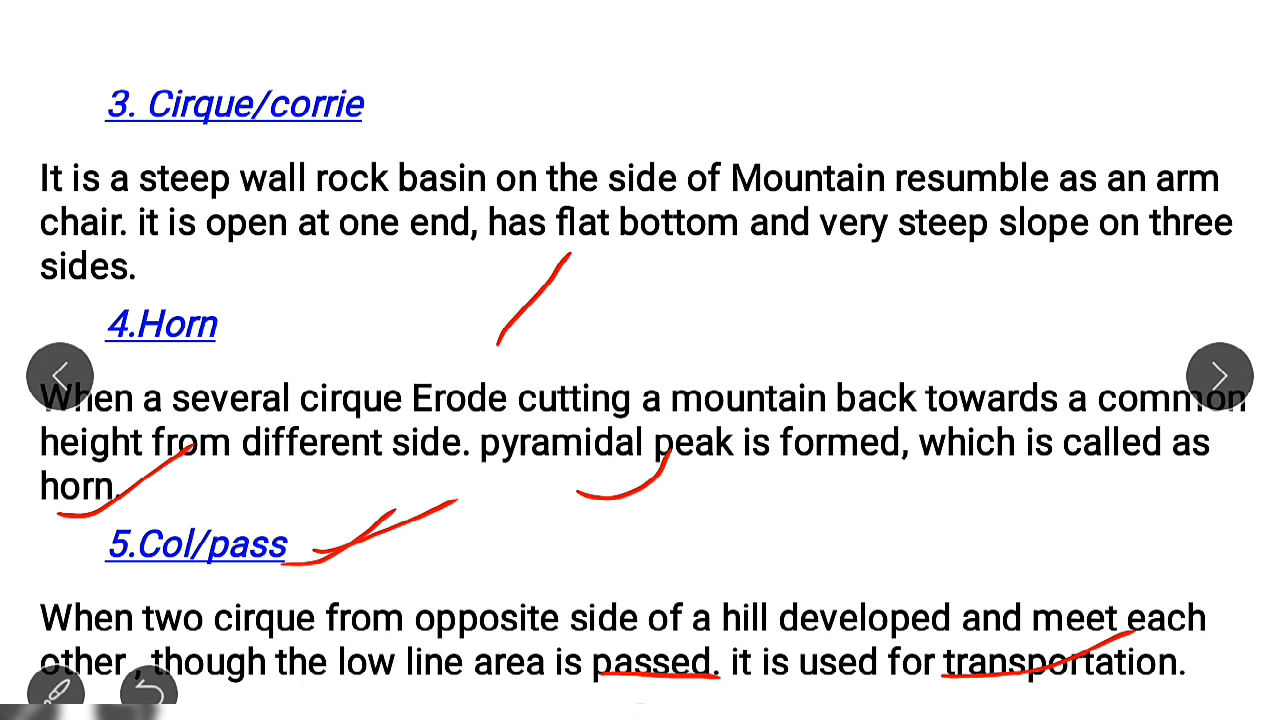 3. Cirque/corrie
It is a steep wall rock basin on the side of Mountain resumble as an arm
chair. it is open at one end, has flat bottom and very steep slope on three
sides.
4.Horn
When a several cirque Erode cutting a mountain back towards a common
height from different side. pyramidal peak is formed, which is called as
horn.
5.Col/pass
When two cirque from opposite side of a hill developed and meet each
other , though the low line area is passed. it is used for transportation.